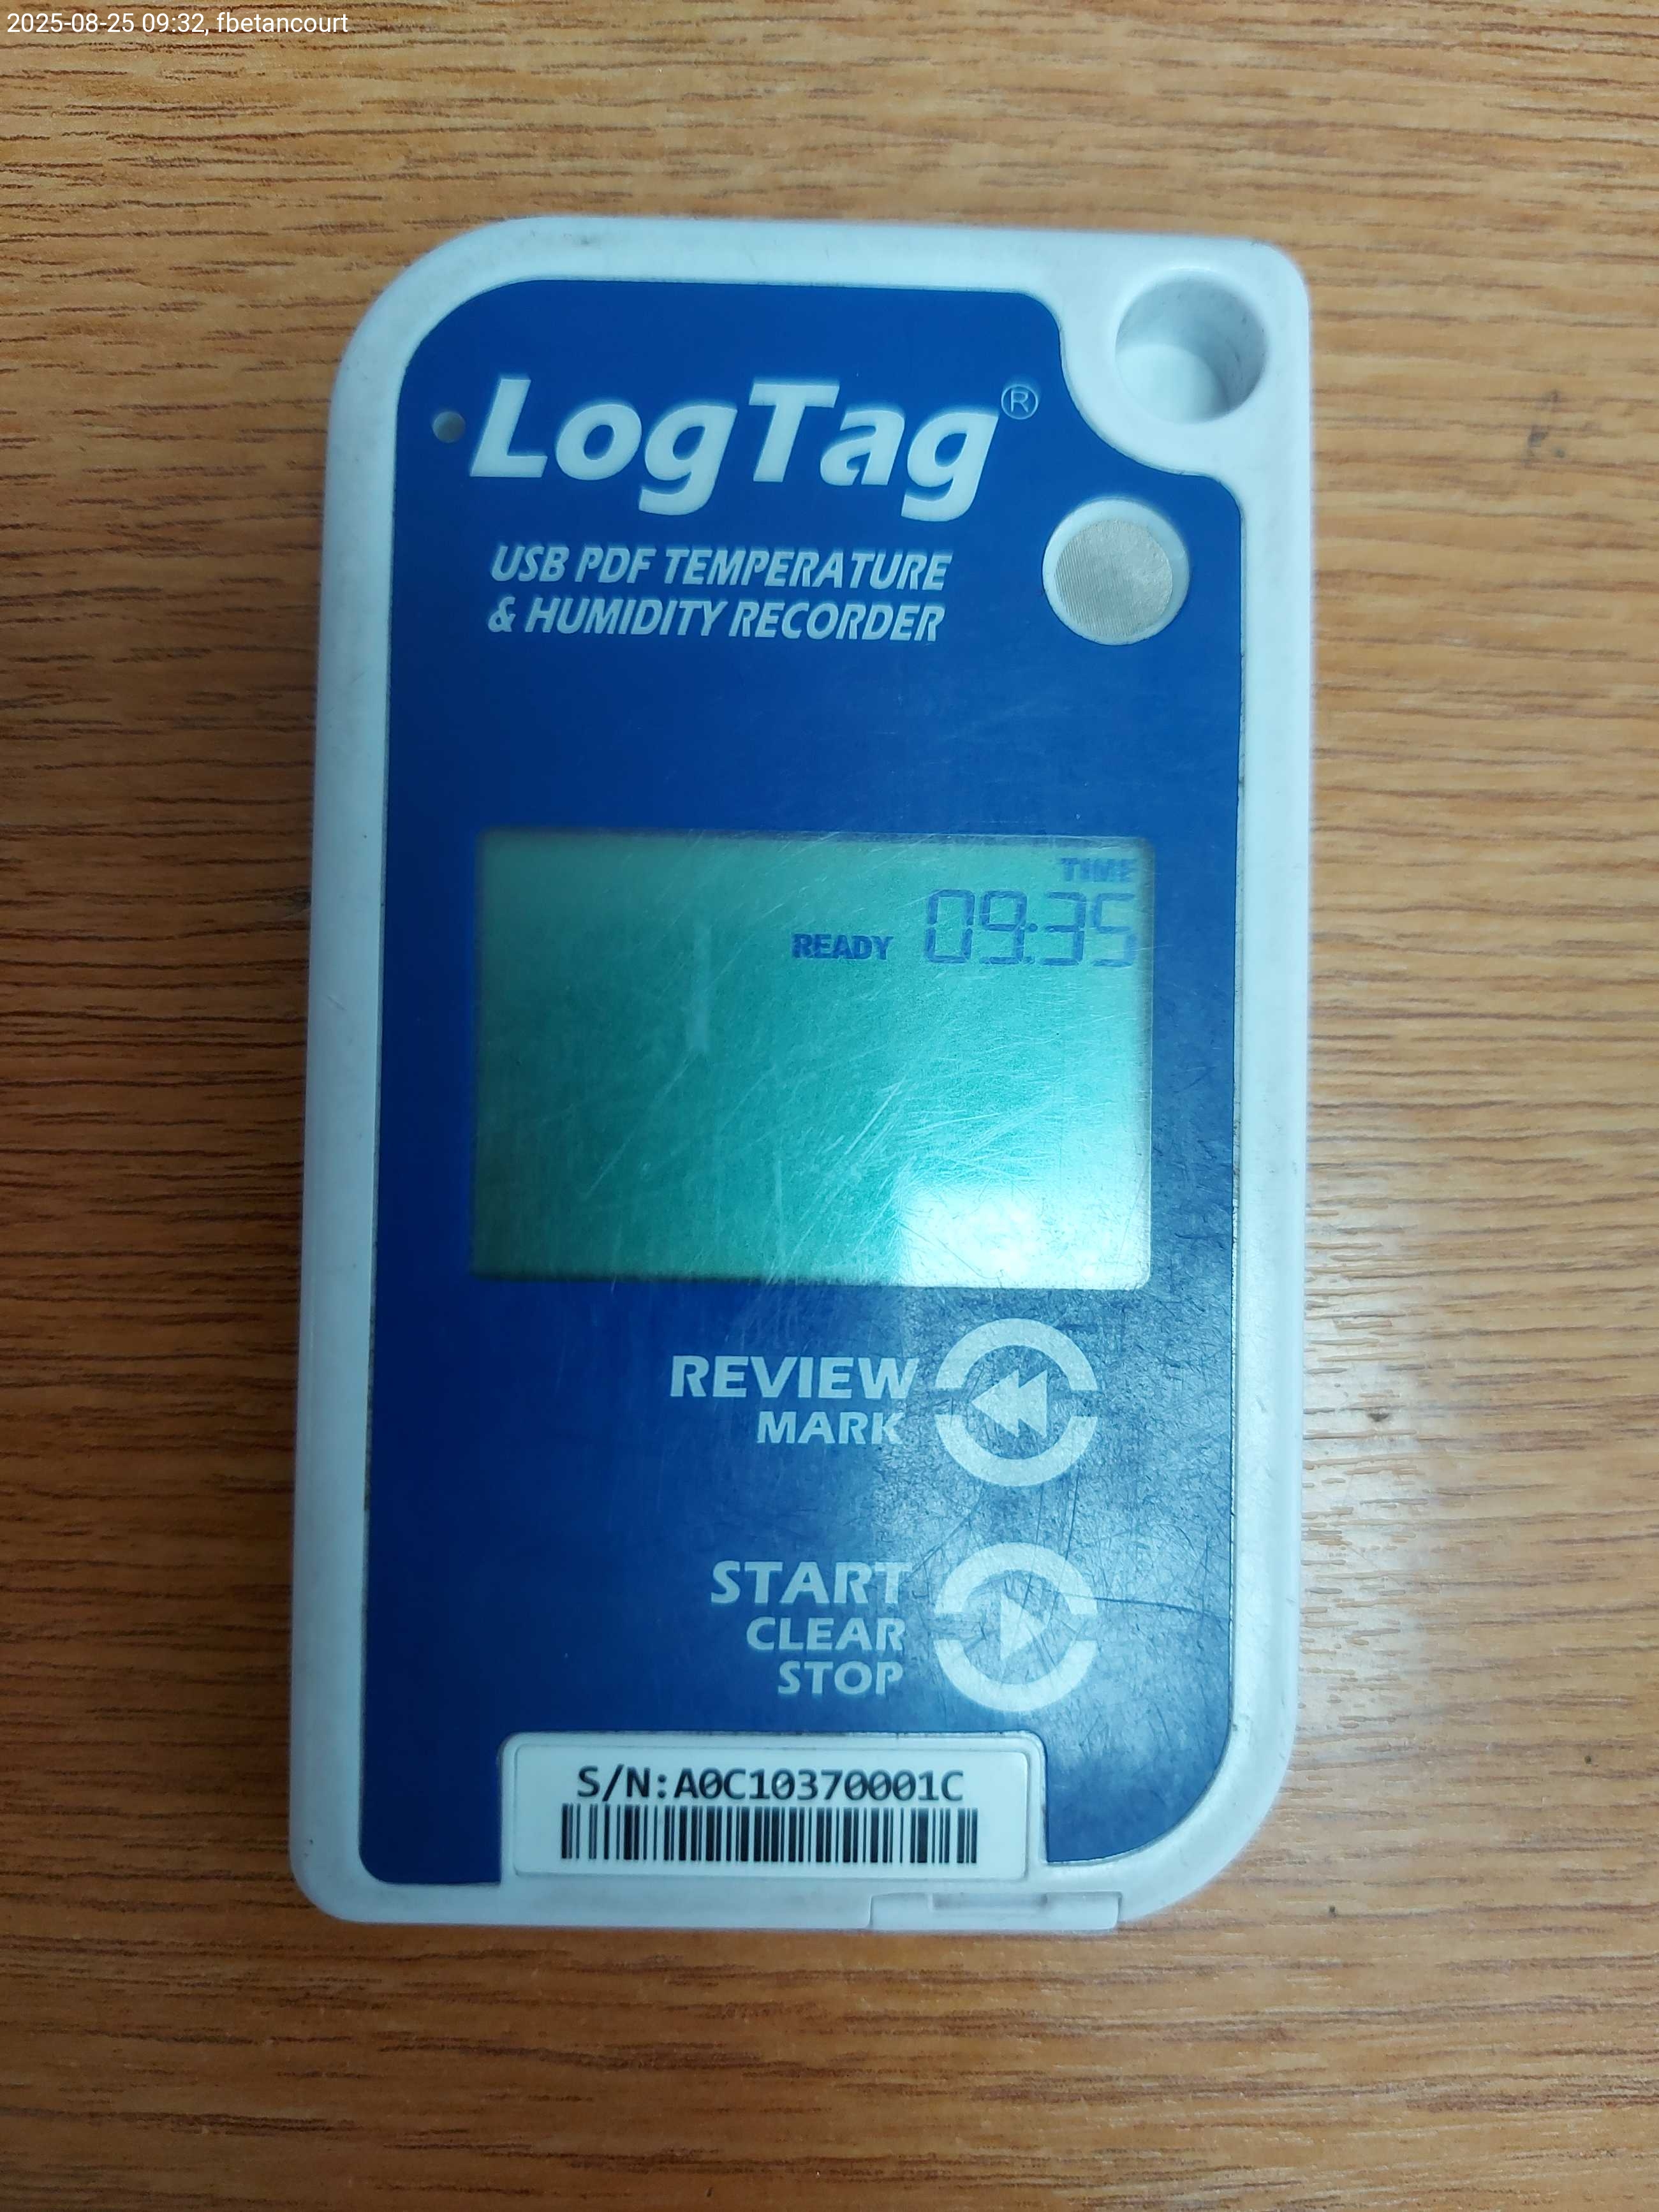 2025-08-25 09:32, fbetancourt
LogTag®
USB PDF TEMPERATURE
& HUMIDITY RECORDER
TIME
READY 09:35
REVIEW
MARK
START
CLEAR
STOP
S/N:A0C10370001C